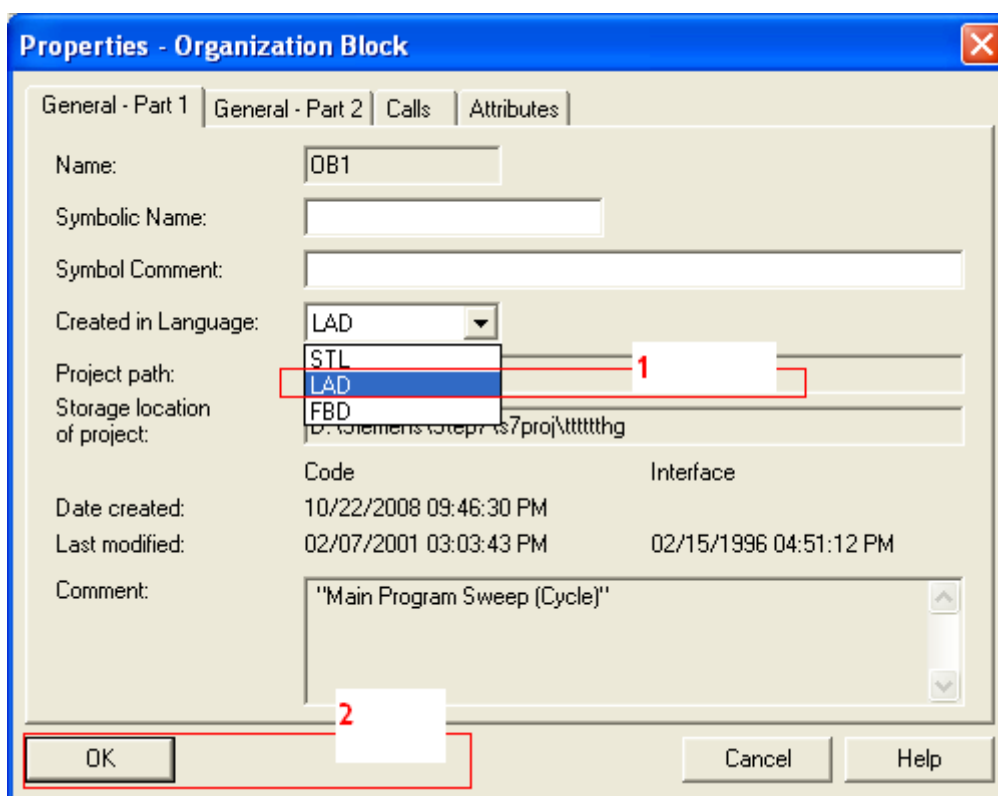 Properties - Organization Block
General - Part 1
General - Part 2
Calls
Attributes
Name:
OB1
Symbolic Name:
Symbol Comment:
Created in Language:
LAD
STL
Project path:
1
LAD
Storage location
of project:
FBD
D:\Siemens\Step7\s7proj\ttttttthg
Code
Interface
Date created:
10/22/2008 09:46:30 PM
Last modified:
02/07/2001 03:03:43 PM
02/15/1996 04:51:12 PM
Comment:
"Main Program Sweep (Cycle)"
2
OK
Cancel
Help